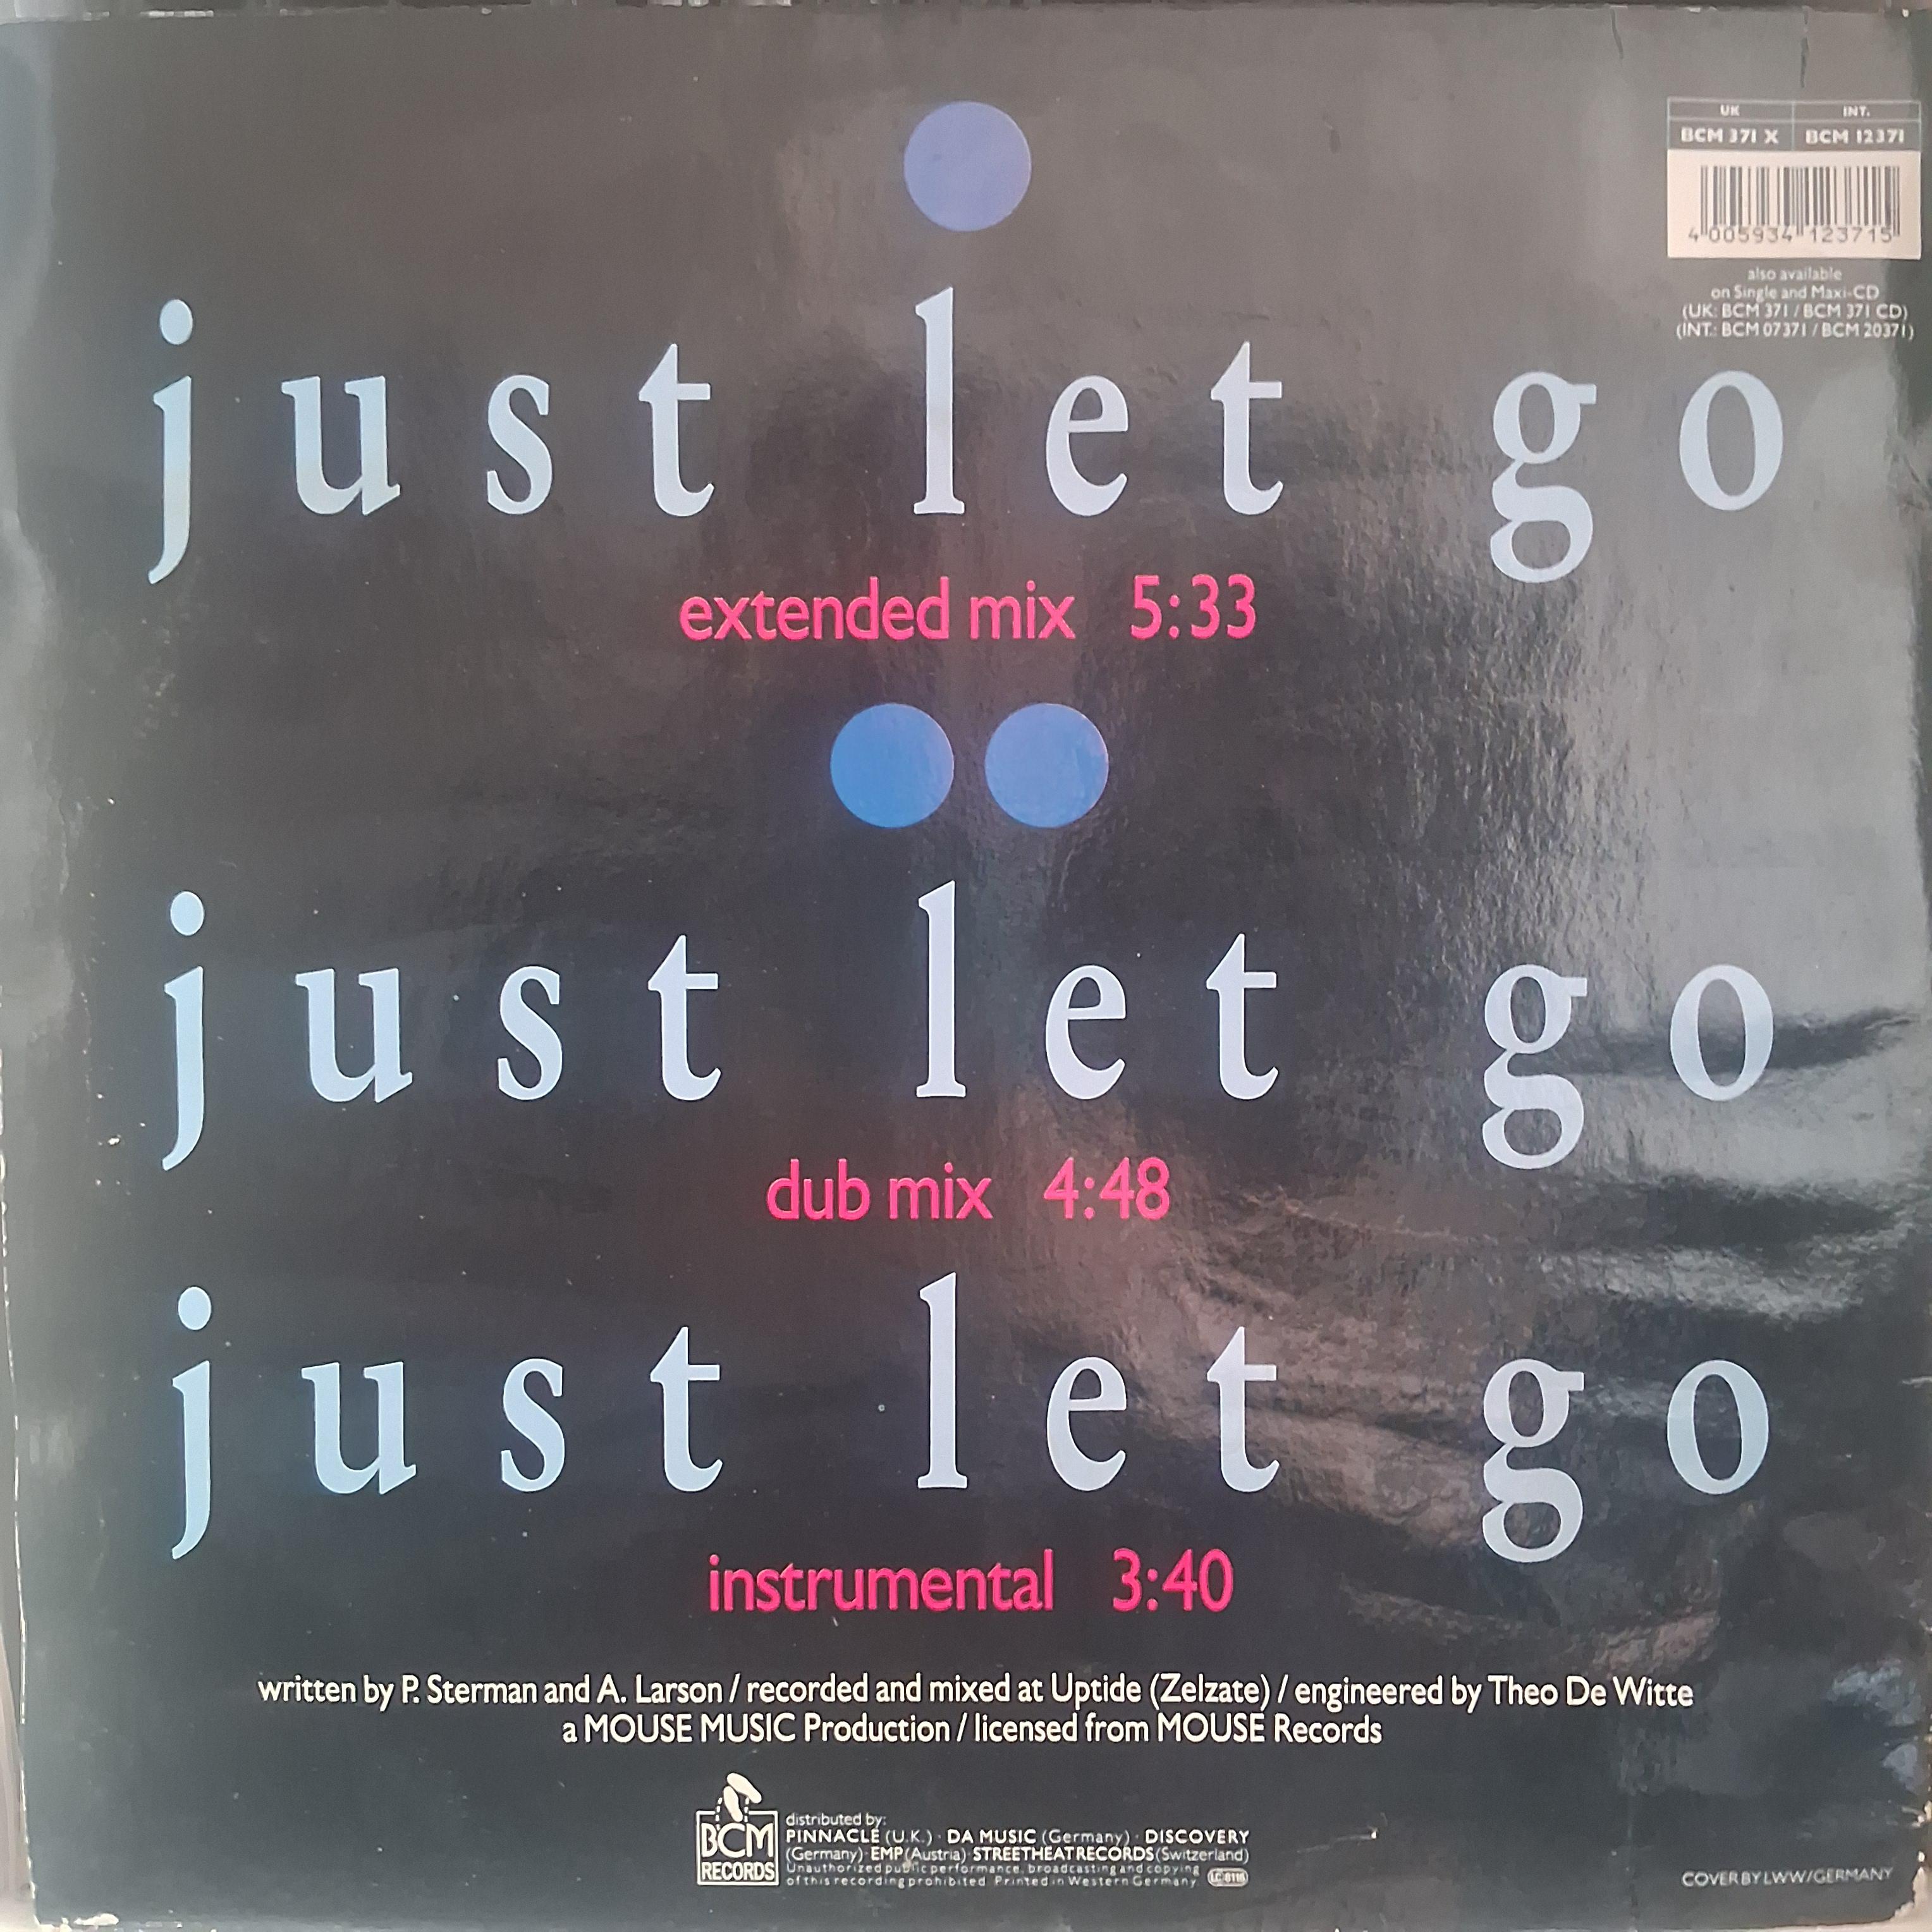 UK INT.
BCM 371 X BCM 12371
4 005934 123715
also available
on Single and Maxi-CD
(UK: BCM 371 / BCM 371 CD)
(INT.: BCM 07371 / BCM 20371)
just let go
extended mix 5:33
just let go
dub mix 4:48
just let go
instrumental 3:40
written by P. Sterman and A. Larson / recorded and mixed at Uptide (Zelzate) / engineered by Theo De Witte
a MOUSE MUSIC Production / licensed from MOUSE Records
BCM
RECORDS
distributed by:
PINNACLE (U.K.) · DA MUSIC (Germany) · DISCOVERY
(Germany) · EMP (Austria) · STREETHEAT RECORDS (Switzerland)
Unauthorized public performance, broadcasting and copying
of this recording prohibited. Printed in Western Germany. LC 8116
COVER BY LWW/GERMANY